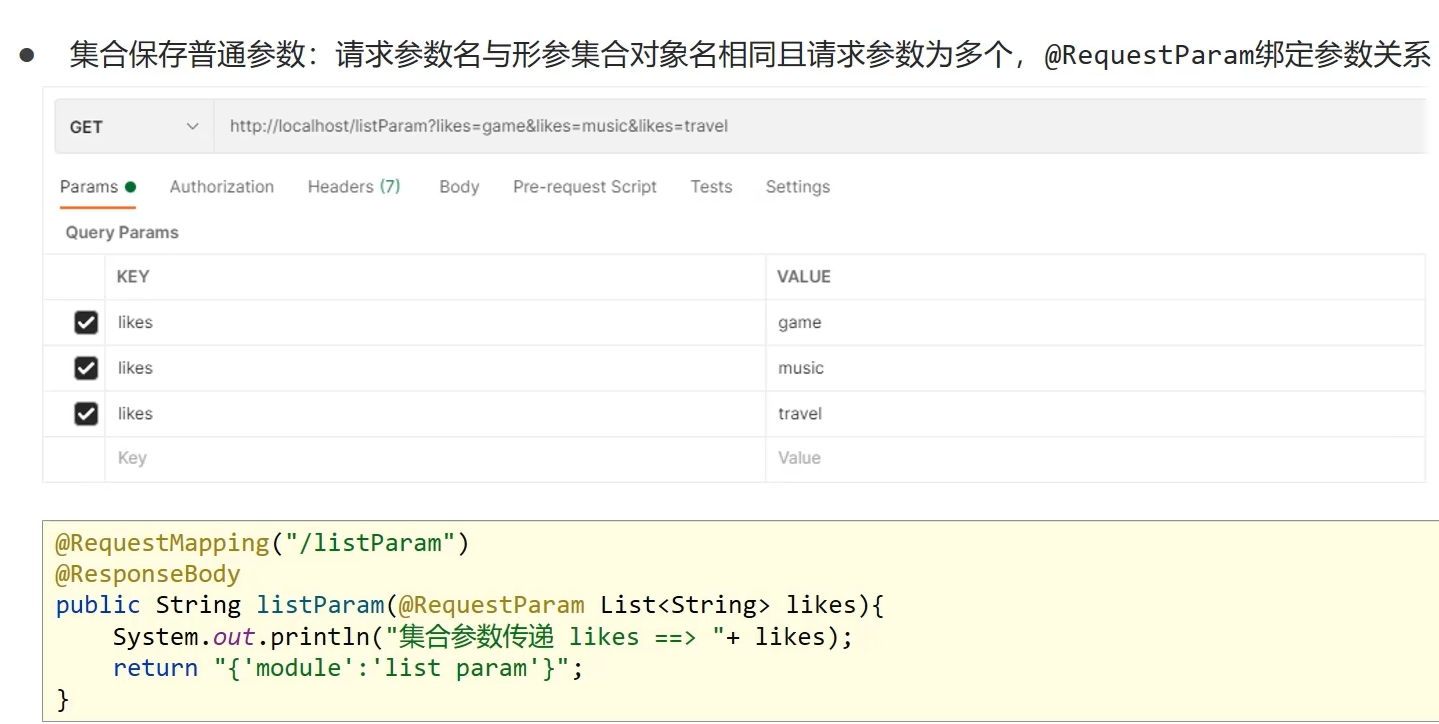 ● 集合保存普通参数：请求参数名与形参集合对象名相同且请求参数为多个，@RequestParam绑定参数关系
GET http://localhost/listParam?likes=game&likes=music&likes=travel
Params Authorization Headers (7) Body Pre-request Script Tests Settings
Query Params
KEY VALUE
likes game
likes music
likes travel
Key Value
@RequestMapping("/listParam")
@ResponseBody
public String listParam(@RequestParam List<String> likes){
    System.out.println("集合参数传递 likes ==> "+ likes);
    return "{'module':'list param'}";
}